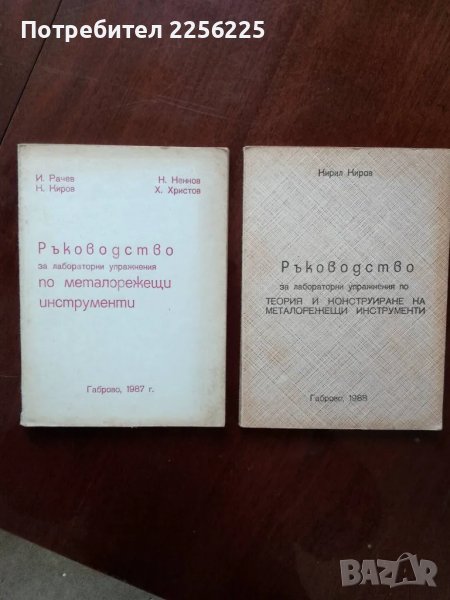 Потребител 2256225
И. Рачев
Н. Ненков
К. Киров
Х. Христов
Ръководство
за лабораторни упражнения
по металорежещи
инструменти
Габрово, 1987 г.
Кирил Киров
Ръководство
за лабораторни упражнения по
ТЕОРИЯ И КОНСТРУИРАНЕ НА
МЕТАЛОРЕЖЕЩИ ИНСТРУМЕНТИ
Габрово, 1988
BAZAR